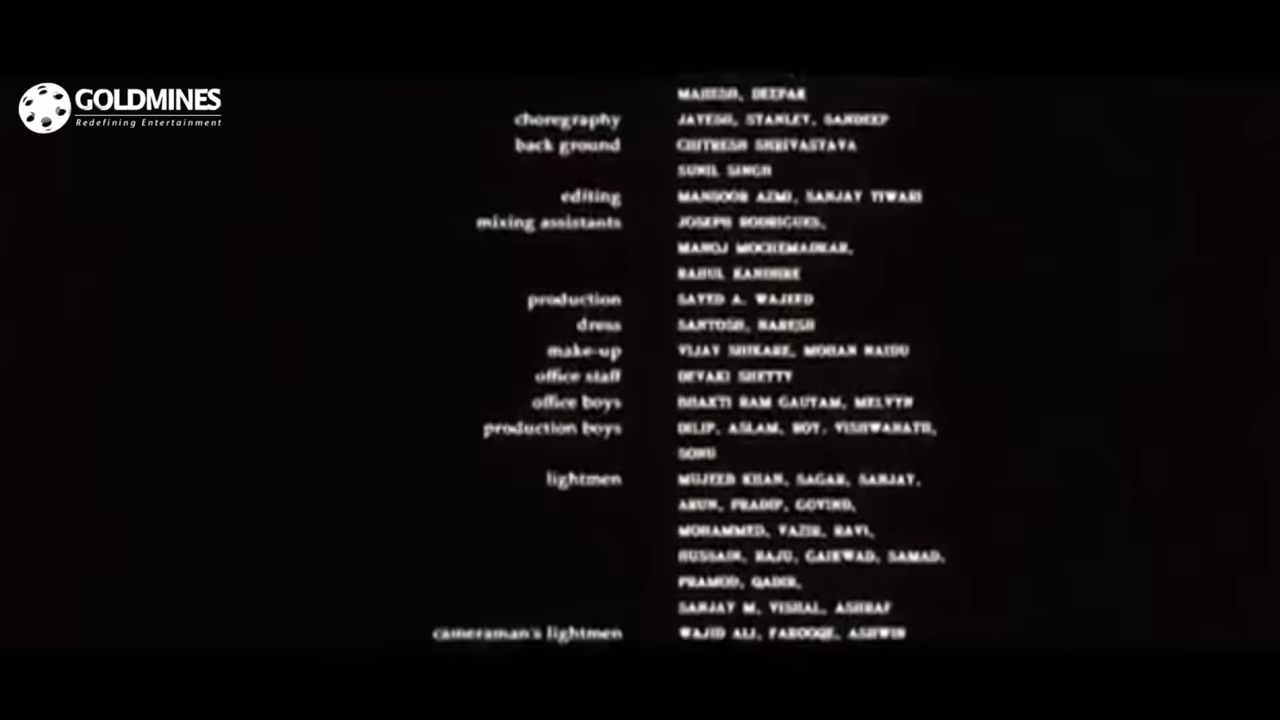 GOLDMINES
Redefining Entertainment
MAHESH, DEEPAK
choregraphy JAYESH, STANLEY, SANDEEP
back ground CHITRESH SHRIVASTAVA
SUNIL SINGH
editing MANSOOR AZMI, SANJAY TIWARI
mixing assistants JOSEPH RODRIGUES,
MANOJ MOCHEMADKAR,
RAHUL
production SAYED A. WAJEED
dress SANTOSH, NARESH
make-up VIJAY SHIKARE, MOHAN NAIDU
office staff DEVAKI SHETTY
office boys BHAKTI RAM GAUTAM, MELVYN
production boys DILIP, ASLAM, ROY, VISHWANATH,
SONU
lightmen MUJEEB KHAN, SAGAR, SANJAY,
ARUN, PRADIP, GOVIND,
MOHAMMED, VAZIR, RAVI,
HUSSAIN, RAJU, GAIKWAD, SAMAD,
PRAMOD, QADIR,
SANJAY M, VISHAL, ASHRAF
cameraman's lightmen WAJID ALI, FAROOQE, ASHWIN